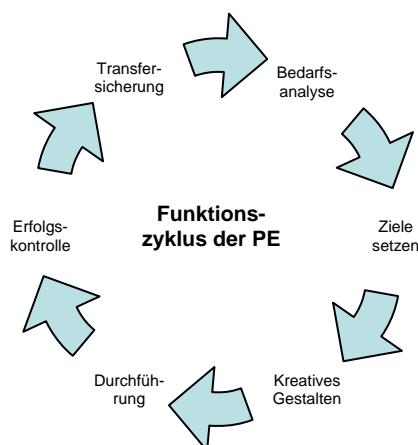 Transfer-
sicherung
Bedarfs-
analyse
Funktions-
zyklus der PE
Erfolgs-
kontrolle
Ziele
setzen
Durchfüh-
rung
Kreatives
Gestalten